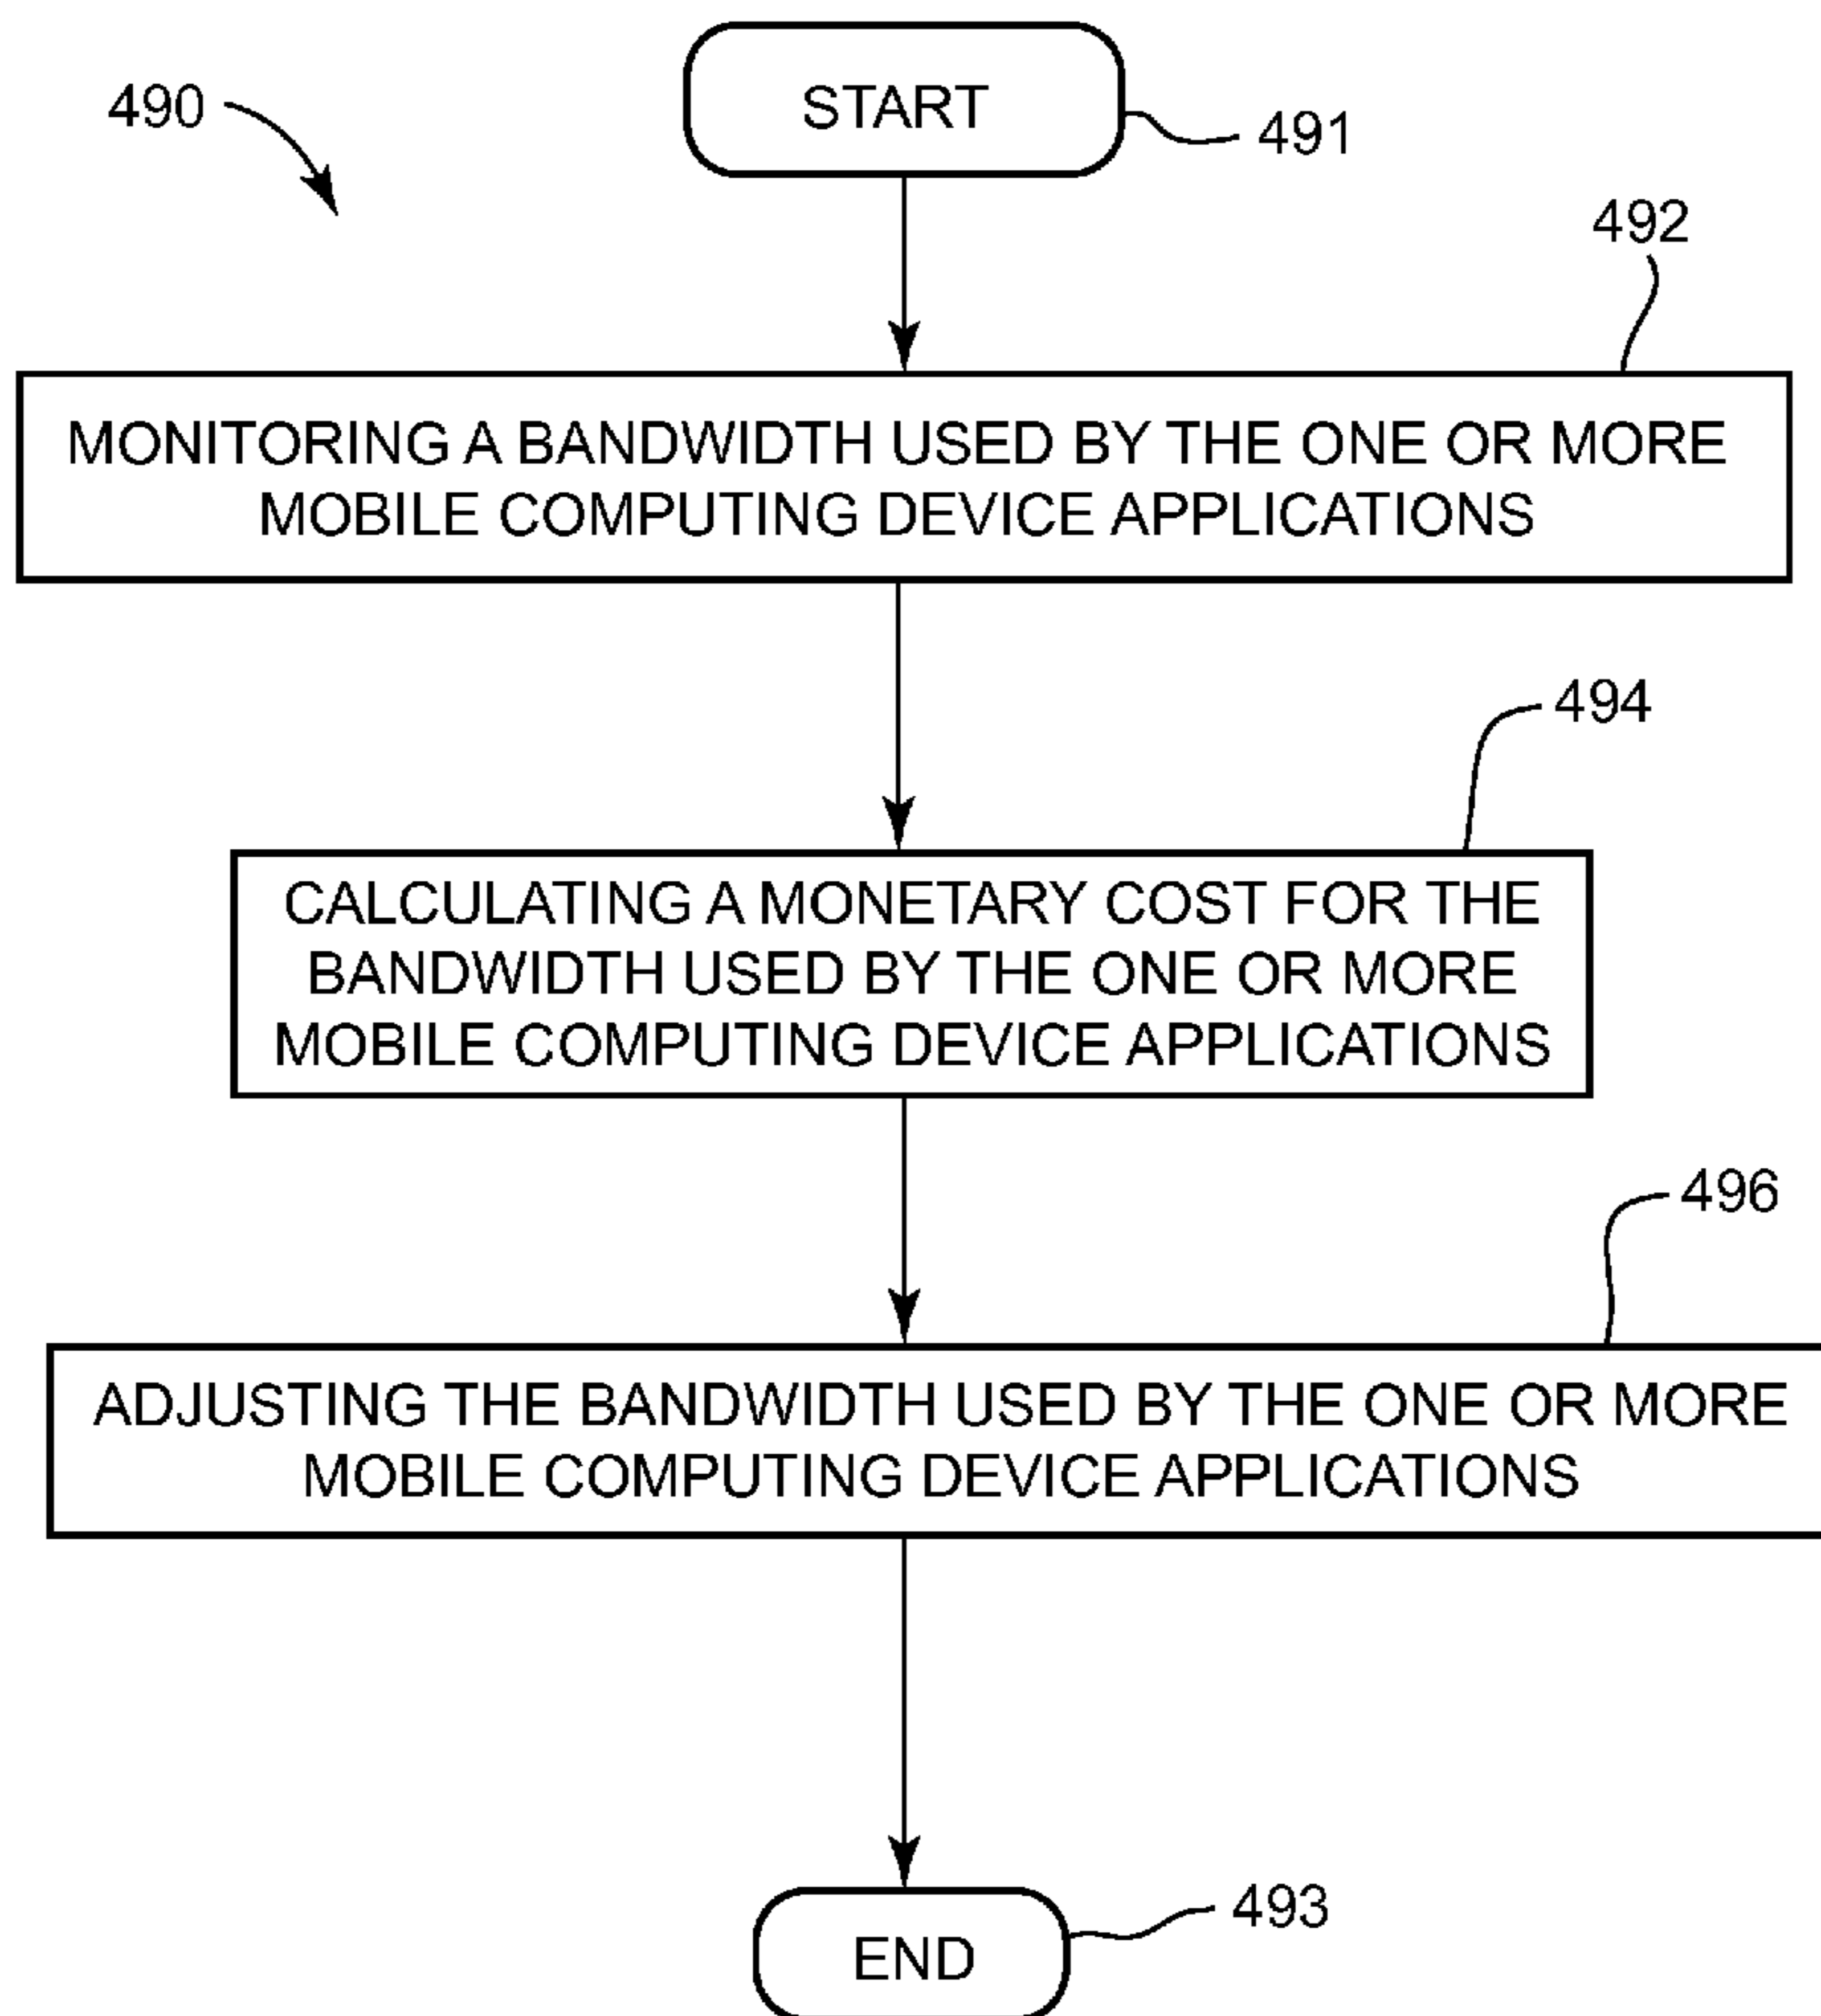 490
START
491
492
MONITORING A BANDWIDTH USED BY THE ONE OR MORE
MOBILE COMPUTING DEVICE APPLICATIONS
494
CALCULATING A MONETARY COST FOR THE
BANDWIDTH USED BY THE ONE OR MORE
MOBILE COMPUTING DEVICE APPLICATIONS
496
ADJUSTING THE BANDWIDTH USED BY THE ONE OR MORE
MOBILE COMPUTING DEVICE APPLICATIONS
493
END